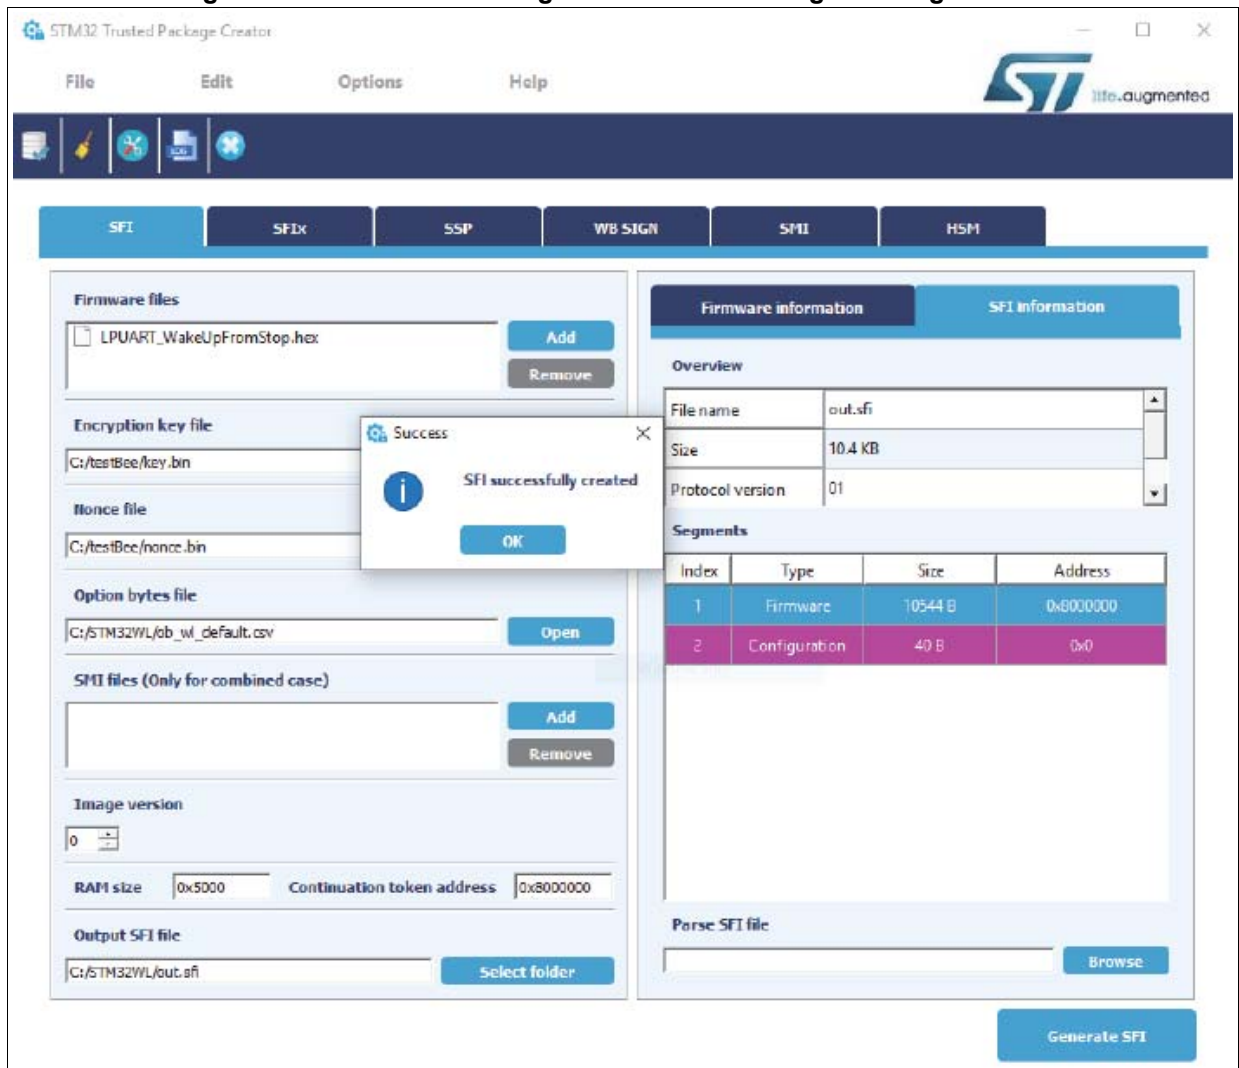 STM32 Trusted Package Creator
File Edit Options Help
life.augmented
SFI SFIx SSP WB SIGN SMI HSM
Firmware files
LPUART_WakeUpFromStop.hex
Add
Remove
Encryption key file
C:/testBee/key.bin
Nonce file
C:/testBee/nonce.bin
Option bytes file
C:/STM32WL/ob_wl_default.csv
Open
SMI files (Only for combined case)
Add
Remove
Image version
0
RAM size 0x5000 Continuation token address 0x8000000
Output SFI file
C:/STM32WL/out.sfi
Select folder
Success
SFI successfully created
OK
Firmware information SFI information
Overview
File name out.sfi
Size 10.4 KB
Protocol version 01
Segments
Index Type Size Address
1 Firmware 10544 B 0x8000000
2 Configuration 40 B 0x0
Parse SFI file
Browse
Generate SFI